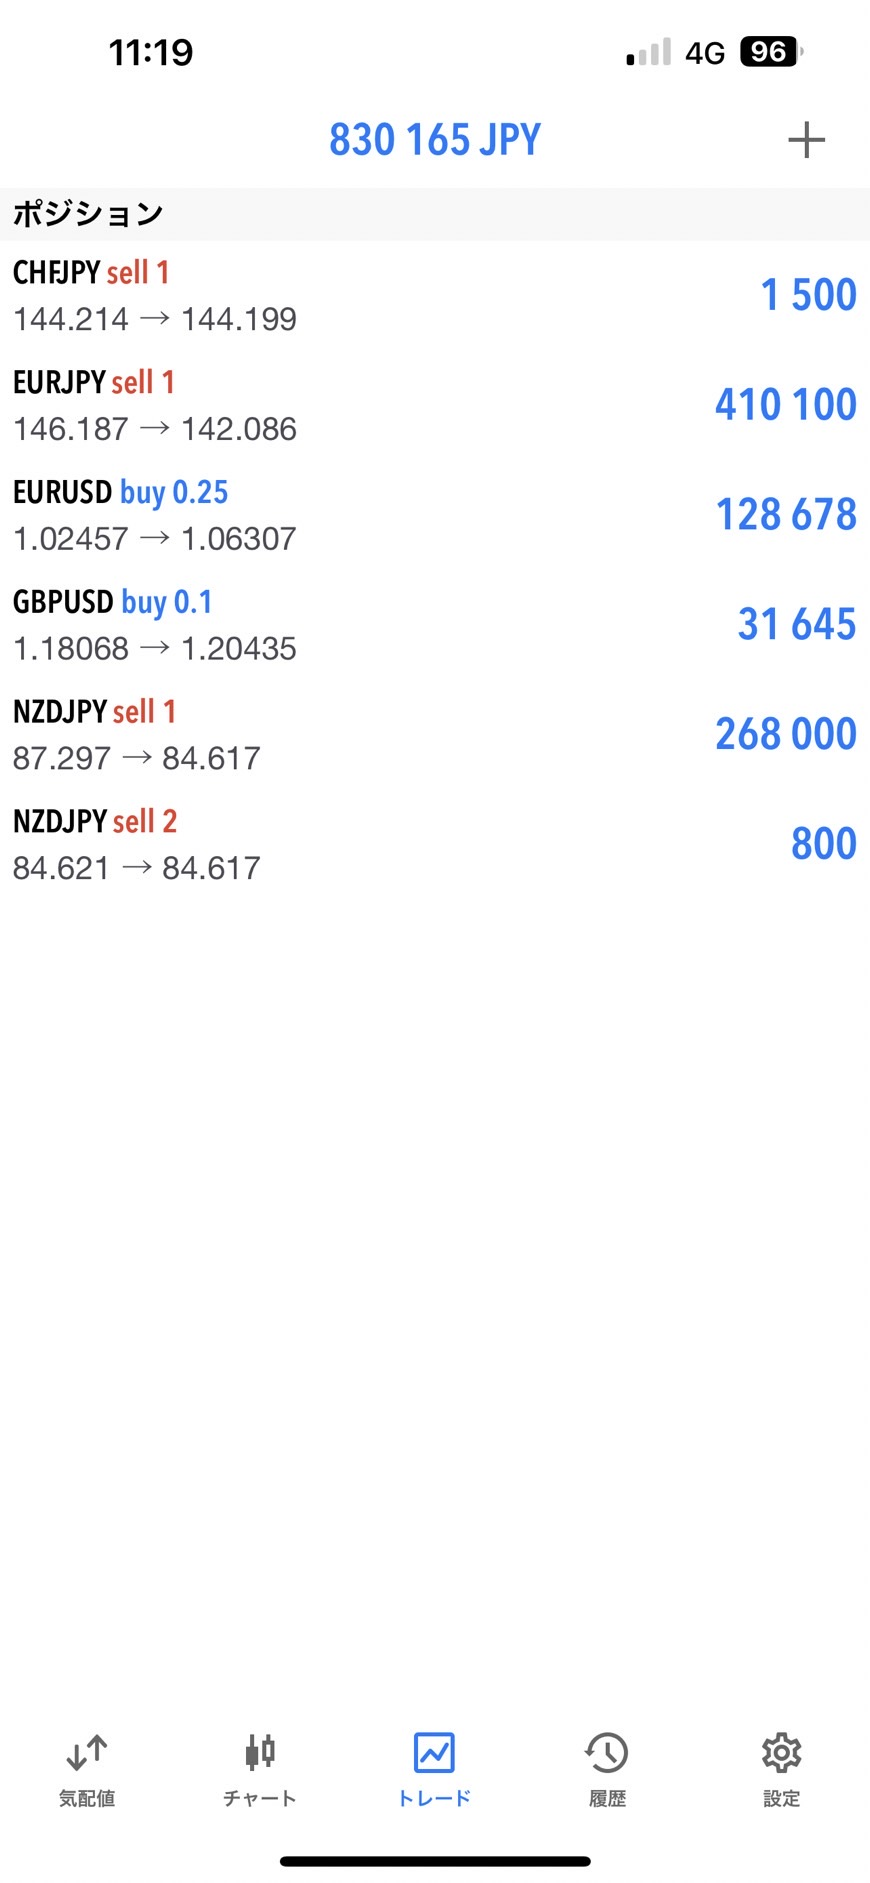 11:19
4G 96
830 165 JPY
ポジション
CHFJPY sell 1
144.214 → 144.199
1 500
EURJPY sell 1
146.187 → 142.086
410 100
EURUSD buy 0.25
1.02457 → 1.06307
128 678
GBPUSD buy 0.1
1.18068 → 1.20435
31 645
NZDJPY sell 1
87.297 → 84.617
268 000
NZDJPY sell 2
84.621 → 84.617
800
気配値
チャート
トレード
履歴
設定